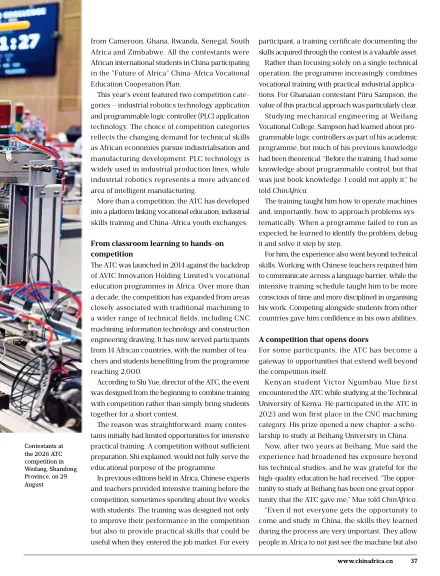 CHALLENGE
1:27
Contestants at
the 2026 ATC
competition in
Weifang, Shandong
Province, on 29
August
from Cameroon, Ghana, Rwanda, Senegal, South
Africa and Zimbabwe. All the contestants were
African international students in China participating
in the “Future of Africa” China-Africa Vocational
Education Cooperation Plan.
This year’s event featured two competition cate-
gories – industrial robotics technology application
and programmable logic controller (PLC) application
technology. The choice of competition categories
reflects the changing demand for technical skills
as African economies pursue industrialisation and
manufacturing development. PLC technology is
widely used in industrial production lines, while
industrial robotics represents a more advanced
area of intelligent manufacturing.
More than a competition, the ATC has developed
into a platform linking vocational education, industrial
skills training and China-Africa youth exchanges.
From classroom learning to hands-on
competition
The ATC was launched in 2014 against the backdrop
of AVIC Innovation Holding Limited’s vocational
education programmes in Africa. Over more than
a decade, the competition has expanded from areas
closely associated with traditional machining to
a wider range of technical fields, including CNC
machining, information technology and construction
engineering drawing. It has now served participants
from 14 African countries, with the number of tea-
chers and students benefitting from the programme
reaching 2,000.
According to Shi Yue, director of the ATC, the event
was designed from the beginning to combine training
with competition rather than simply bring students
together for a short contest.
The reason was straightforward: many contes-
tants initially had limited opportunities for intensive
practical training. A competition without sufficient
preparation, Shi explained, would not fully serve the
educational purpose of the programme.
In previous editions held in Africa, Chinese experts
and teachers provided intensive training before the
competition, sometimes spending about five weeks
with students. The training was designed not only
to improve their performance in the competition
but also to provide practical skills that could be
useful when they entered the job market. For every
participant, a training certificate documenting the
skills acquired through the contest is a valuable asset.
Rather than focusing solely on a single technical
operation, the programme increasingly combines
vocational training with practical industrial applica-
tions. For Ghanaian contestant Piiru Sampson, the
value of this practical approach was particularly clear.
Studying mechanical engineering at Weifang
Vocational College, Sampson had learned about pro-
grammable logic controllers as part of his academic
programme, but much of his previous knowledge
had been theoretical. “Before the training, I had some
knowledge about programmable control, but that
was just book knowledge. I could not apply it,” he
told ChinAfrica.
The training taught him how to operate machines
and, importantly, how to approach problems sys-
tematically. When a programme failed to run as
expected, he learned to identify the problem, debug
it and solve it step by step.
For him, the experience also went beyond technical
skills. Working with Chinese teachers required him
to communicate across a language barrier, while the
intensive training schedule taught him to be more
conscious of time and more disciplined in organising
his work. Competing alongside students from other
countries gave him confidence in his own abilities.
A competition that opens doors
For some participants, the ATC has become a
gateway to opportunities that extend well beyond
the competition itself.
Kenyan student Victor Ngumbau Mue first
encountered the ATC while studying at the Technical
University of Kenya. He participated in the ATC in
2023 and won first place in the CNC machining
category. His prize opened a new chapter: a scho-
larship to study at Beihang University in China.
Now, after two years at Beihang, Mue said the
experience had broadened his exposure beyond
his technical studies, and he was grateful for the
high-quality education he had received. “The oppor-
tunity to study at Beihang has been one great oppor-
tunity that the ATC gave me,” Mue told ChinAfrica.
“Even if not everyone gets the opportunity to
come and study in China, the skills they learned
during the process are very important. They allow
people in Africa to not just see the machine but also
www.chinafrica.cn 37